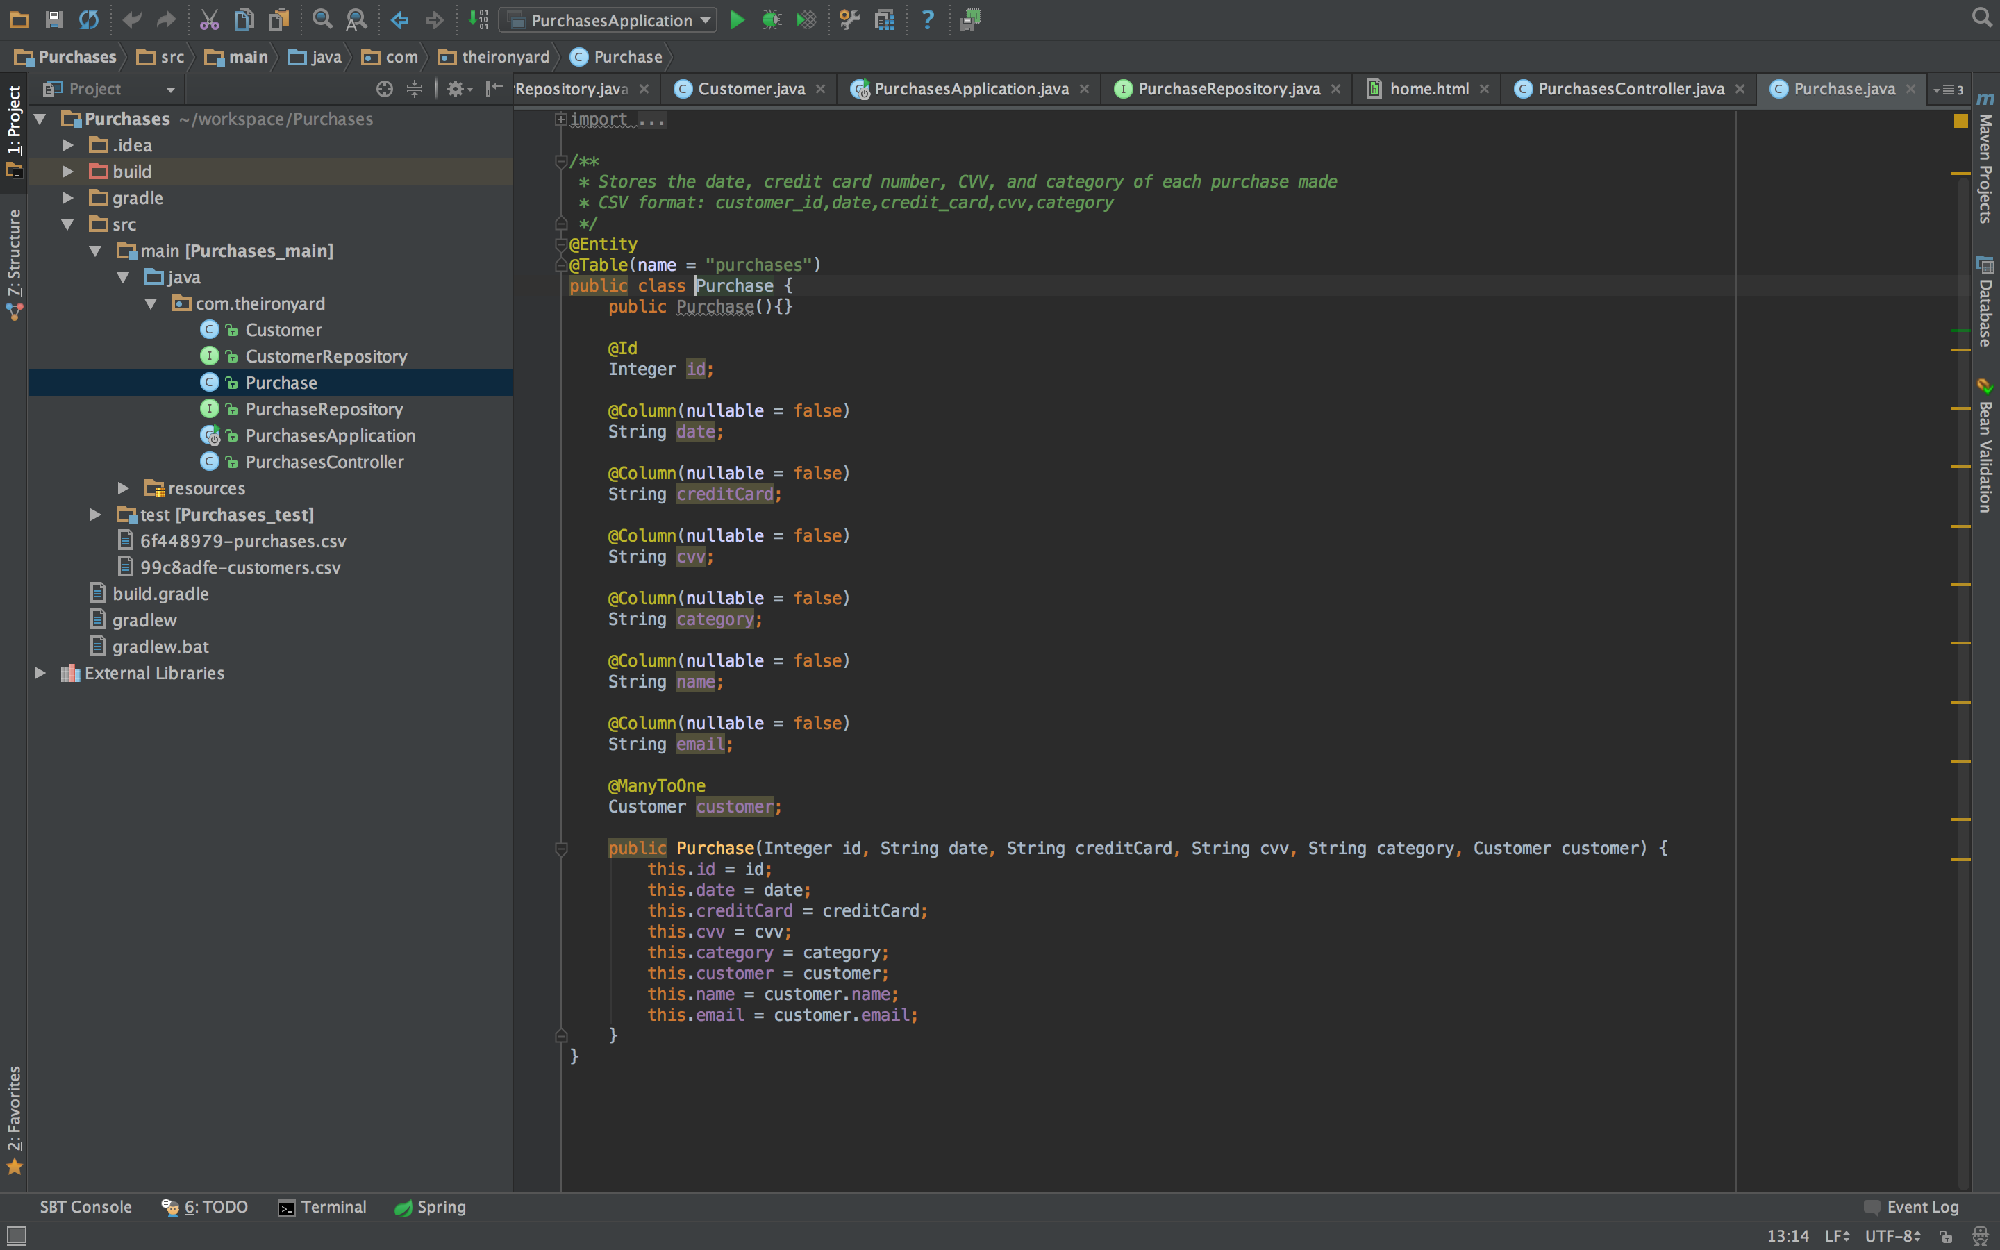 PurchasesApplication
Purchases src main java com theironyard Purchase
Project
Repository.java Customer.java PurchasesApplication.java PurchaseRepository.java home.html PurchasesController.java Purchase.java 3
1: Project
7: Structure
2: Favorites
Purchases ~/workspace/Purchases
.idea
build
gradle
src
main [Purchases_main]
java
com.theironyard
Customer
CustomerRepository
Purchase
PurchaseRepository
PurchasesApplication
PurchasesController
resources
test [Purchases_test]
6f448979-purchases.csv
99c8adfe-customers.csv
build.gradle
gradlew
gradlew.bat
External Libraries
import ...
/**
* Stores the date, credit card number, CVV, and category of each purchase made
* CSV format: customer_id,date,credit_card,cvv,category
*/
@Entity
@Table(name = "purchases")
public class Purchase {
public Purchase(){}
@Id
Integer id;
@Column(nullable = false)
String date;
@Column(nullable = false)
String creditCard;
@Column(nullable = false)
String cvv;
@Column(nullable = false)
String category;
@Column(nullable = false)
String name;
@Column(nullable = false)
String email;
@ManyToOne
Customer customer;
public Purchase(Integer id, String date, String creditCard, String cvv, String category, Customer customer) {
this.id = id;
this.date = date;
this.creditCard = creditCard;
this.cvv = cvv;
this.category = category;
this.customer = customer;
this.name = customer.name;
this.email = customer.email;
}
}
Maven Projects
Database
Bean Validation
SBT Console 6: TODO Terminal Spring Event Log
13:14 LF UTF-8